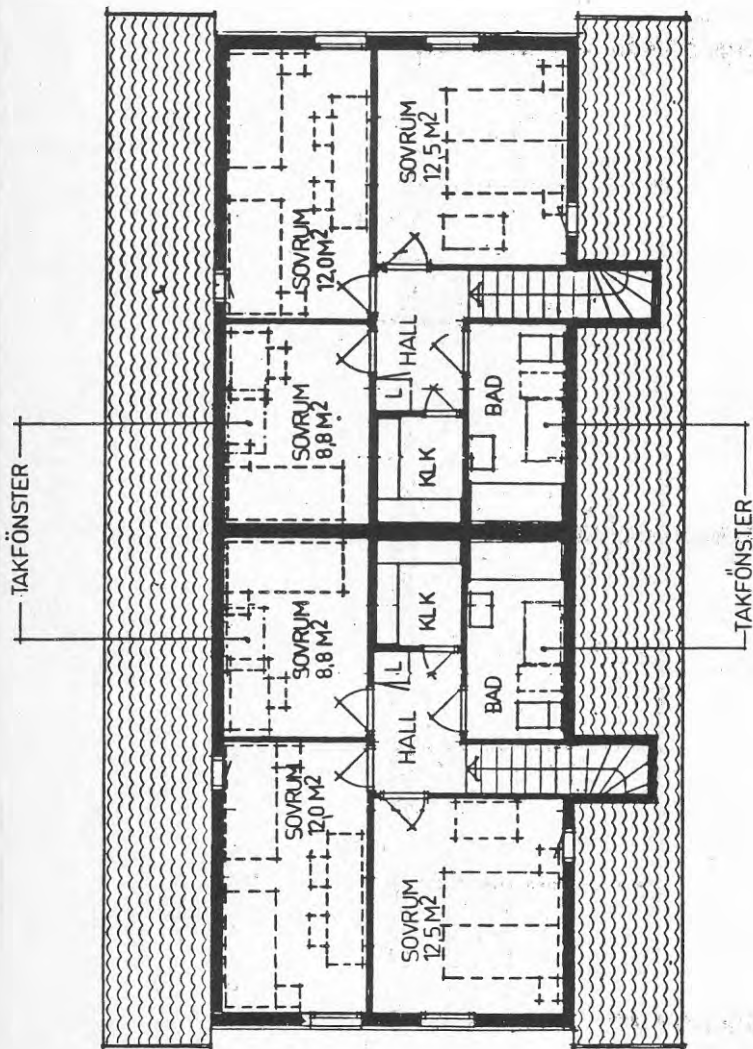 TAKFÖNSTER
SOVRUM
12,0 M²
SOVRUM
12,5 M²
SOVRUM
8,8 M²
HALL
L
KLK
BAD
SOVRUM
8,8 M²
HALL
L
KLK
BAD
SOVRUM
12,0 M²
SOVRUM
12,5 M²
TAKFÖNSTER